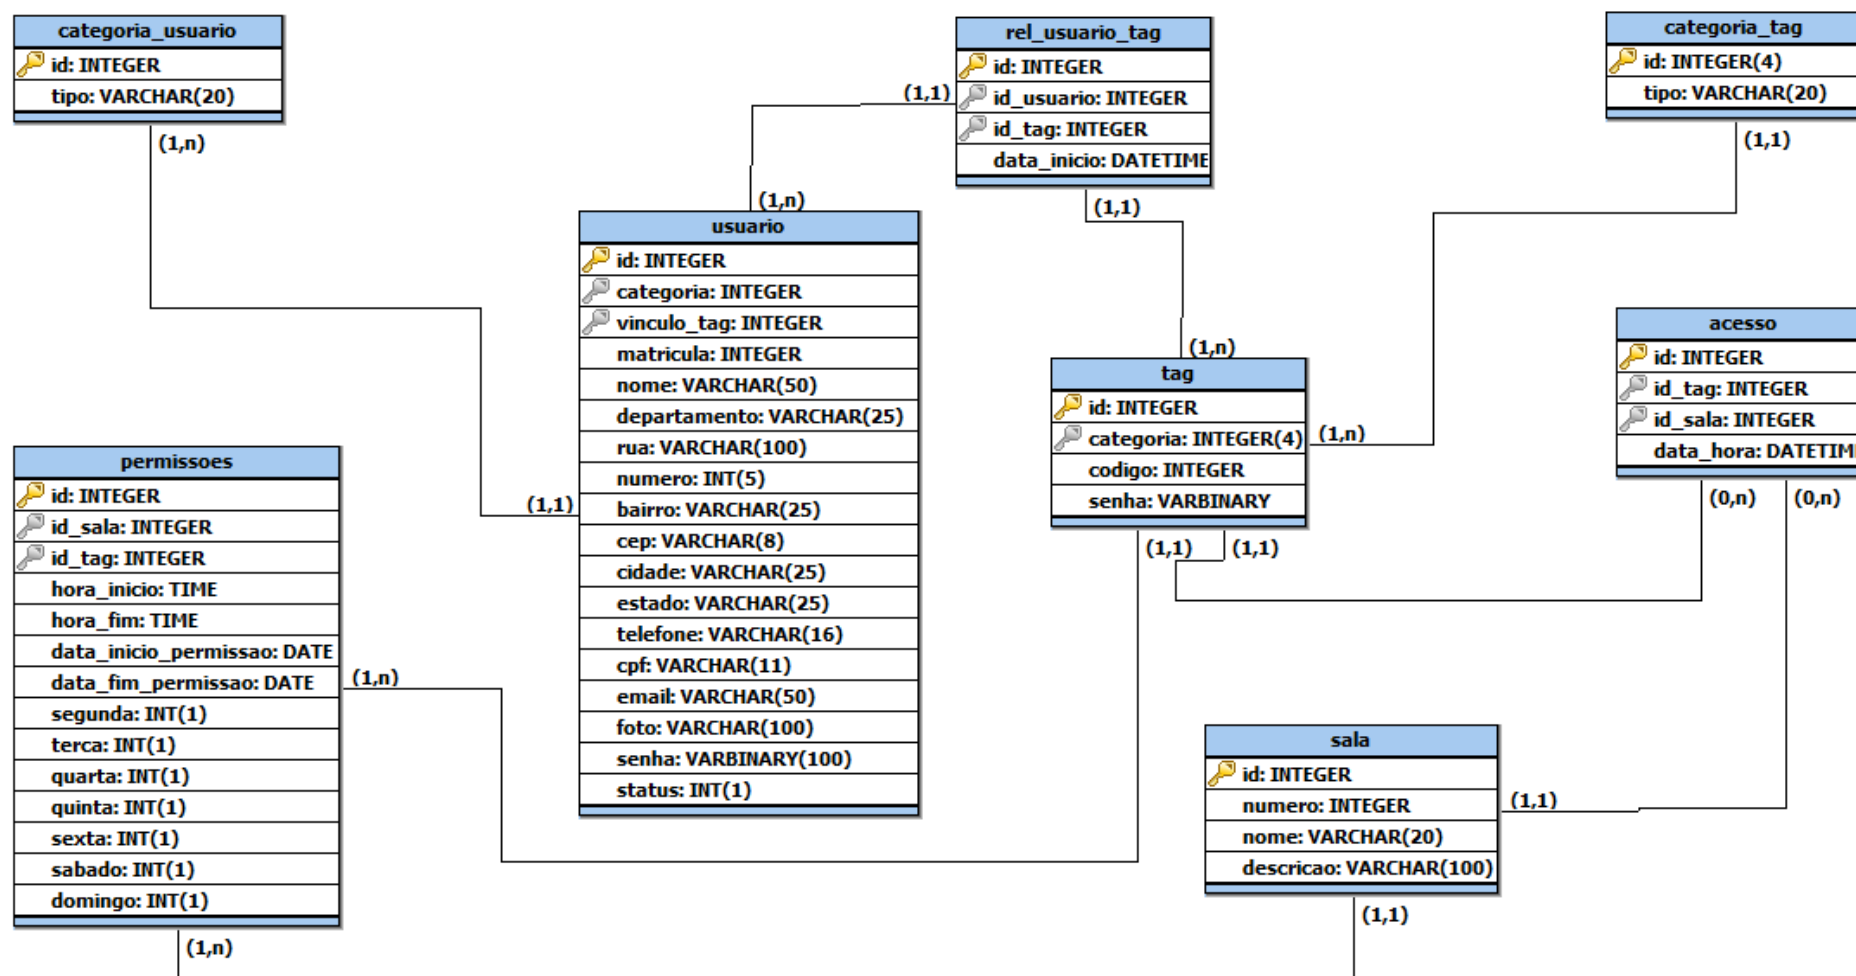 categoria_usuario
id: INTEGER
tipo: VARCHAR(20)
(1,n)
rel_usuario_tag
id: INTEGER
id_usuario: INTEGER
id_tag: INTEGER
data_inicio: DATETIME
(1,1)
(1,1)
categoria_tag
id: INTEGER(4)
tipo: VARCHAR(20)
(1,1)
(1,n)
usuario
id: INTEGER
categoria: INTEGER
vinculo_tag: INTEGER
matricula: INTEGER
nome: VARCHAR(50)
departamento: VARCHAR(25)
rua: VARCHAR(100)
numero: INT(5)
bairro: VARCHAR(25)
cep: VARCHAR(8)
cidade: VARCHAR(25)
estado: VARCHAR(25)
telefone: VARCHAR(16)
cpf: VARCHAR(11)
email: VARCHAR(50)
foto: VARCHAR(100)
senha: VARBINARY(100)
status: INT(1)
(1,1)
(1,n)
tag
id: INTEGER
categoria: INTEGER(4)
codigo: INTEGER
senha: VARBINARY
(1,n)
(1,1)
(1,1)
acesso
id: INTEGER
id_tag: INTEGER
id_sala: INTEGER
data_hora: DATETIME
(0,n)
(0,n)
permissoes
id: INTEGER
id_sala: INTEGER
id_tag: INTEGER
hora_inicio: TIME
hora_fim: TIME
data_inicio_permissao: DATE
data_fim_permissao: DATE
segunda: INT(1)
terca: INT(1)
quarta: INT(1)
quinta: INT(1)
sexta: INT(1)
sabado: INT(1)
domingo: INT(1)
(1,n)
(1,n)
sala
id: INTEGER
numero: INTEGER
nome: VARCHAR(20)
descricao: VARCHAR(100)
(1,1)
(1,1)